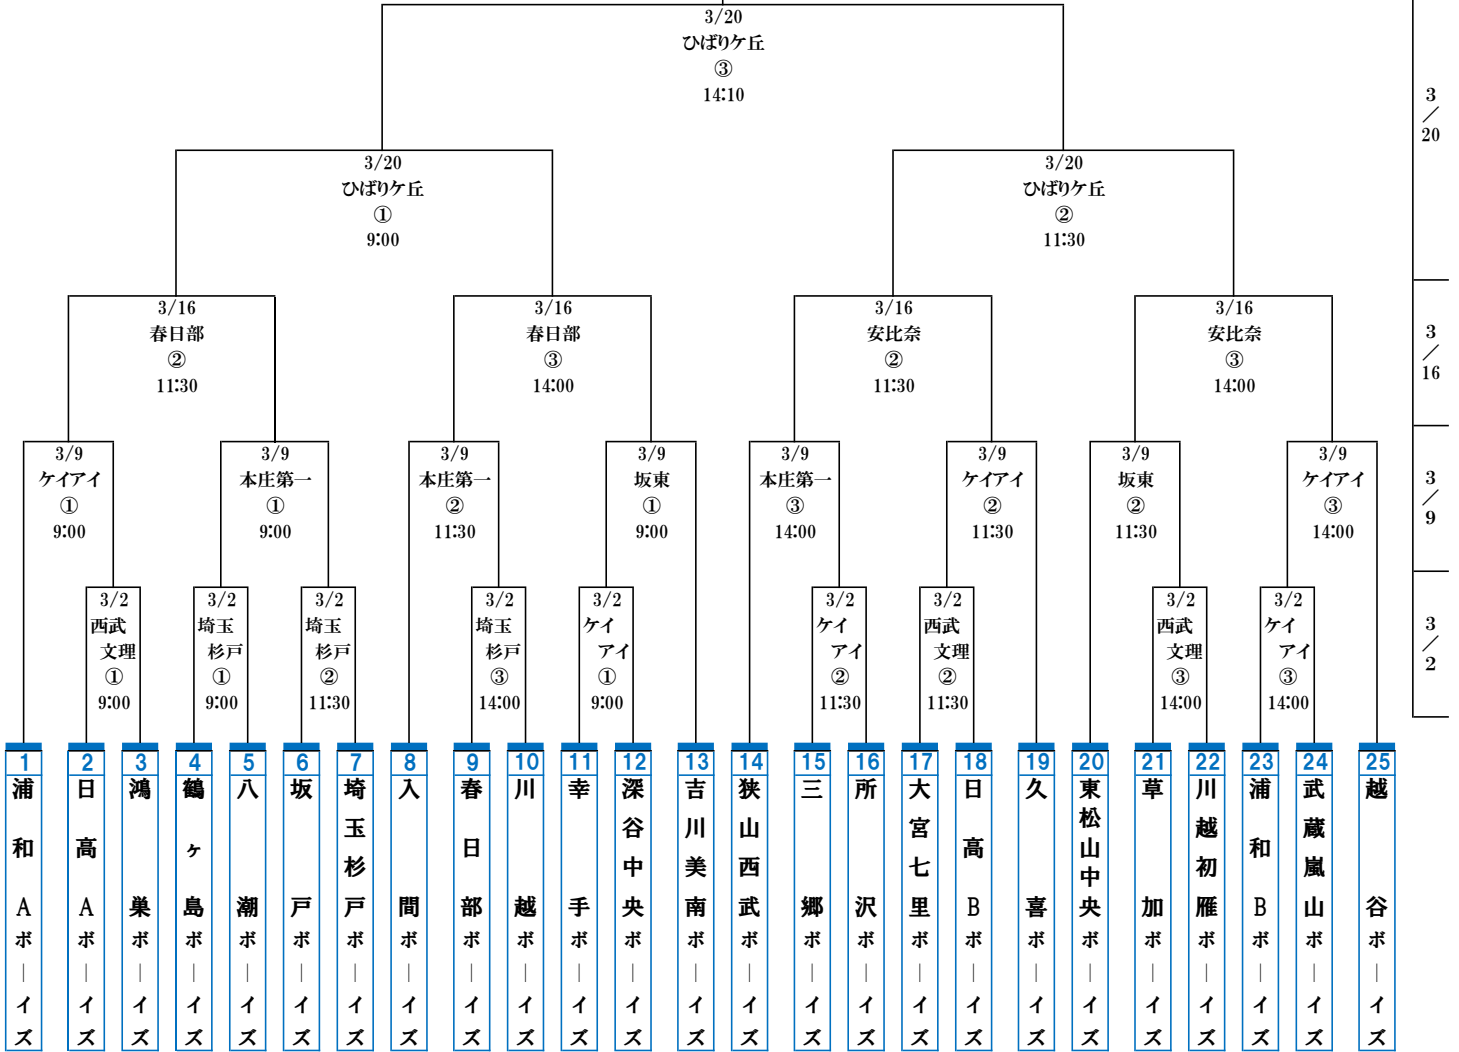 3/20
ひばりケ丘
③
14:10
3/20
3/20
ひばりケ丘
①
9:00
3/20
ひばりケ丘
②
11:30
3/16
春日部
②
11:30
3/16
春日部
③
14:00
3/16
安比奈
②
11:30
3/16
安比奈
③
14:00
3/16
3/9
ケイアイ
①
9:00
3/9
本庄第一
①
9:00
3/9
本庄第一
②
11:30
3/9
坂東
①
9:00
3/9
本庄第一
③
14:00
3/9
ケイアイ
②
11:30
3/9
坂東
②
11:30
3/9
ケイアイ
③
14:00
3/9
3/2
西武
文理
①
9:00
3/2
埼玉
杉戸
①
9:00
3/2
埼玉
杉戸
②
11:30
3/2
埼玉
杉戸
③
14:00
3/2
ケイ
アイ
①
9:00
3/2
ケイ
アイ
②
11:30
3/2
西武
文理
②
11:30
3/2
西武
文理
③
14:00
3/2
ケイ
アイ
③
14:00
3/2
1
浦和Aボーイズ
2
日高Aボーイズ
3
鴻巣ボーイズ
4
鶴ヶ島ボーイズ
5
八潮ボーイズ
6
坂戸ボーイズ
7
埼玉杉戸ボーイズ
8
入間ボーイズ
9
春日部ボーイズ
10
川越ボーイズ
11
幸手ボーイズ
12
深谷中央ボーイズ
13
吉川美南ボーイズ
14
狭山西武ボーイズ
15
三郷ボーイズ
16
所沢ボーイズ
17
大宮七里ボーイズ
18
日高Bボーイズ
19
久喜ボーイズ
20
東松山中央ボーイズ
21
草加ボーイズ
22
川越初雁ボーイズ
23
浦和Bボーイズ
24
武蔵嵐山ボーイズ
25
越谷ボーイズ